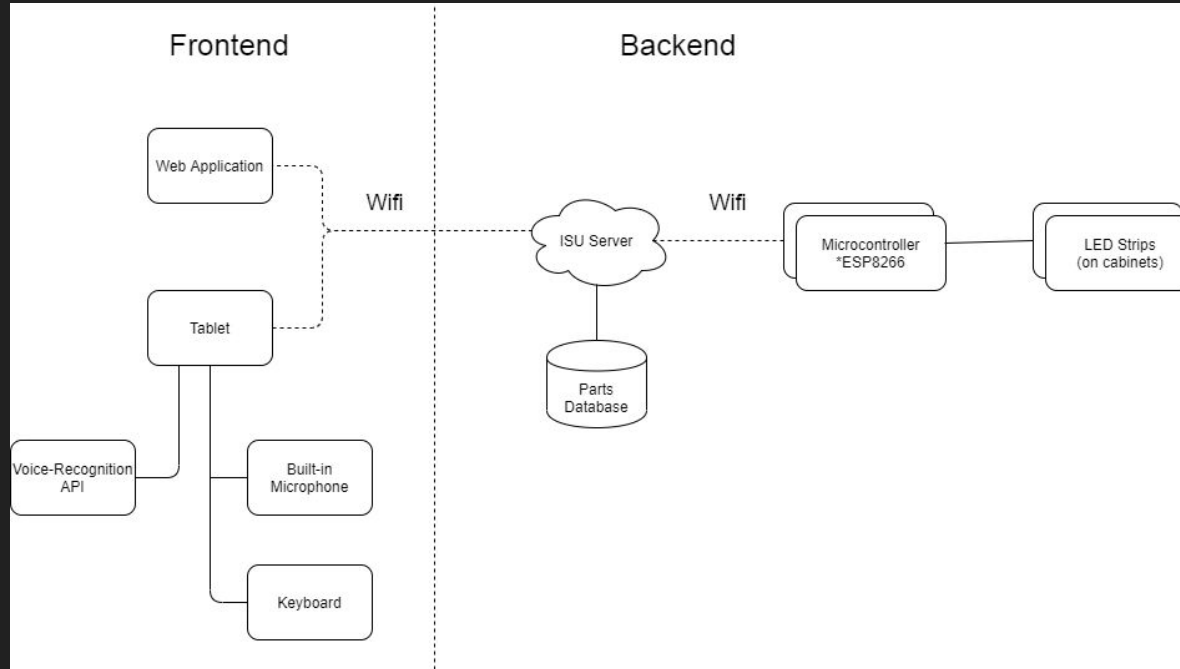 Frontend
Backend
Web Application
Wifi
Wifi
ISU Server
Microcontroller
*ESP8266
LED Strips
(on cabinets)
Tablet
Parts
Database
Voice-Recognition
API
Built-in
Microphone
Keyboard